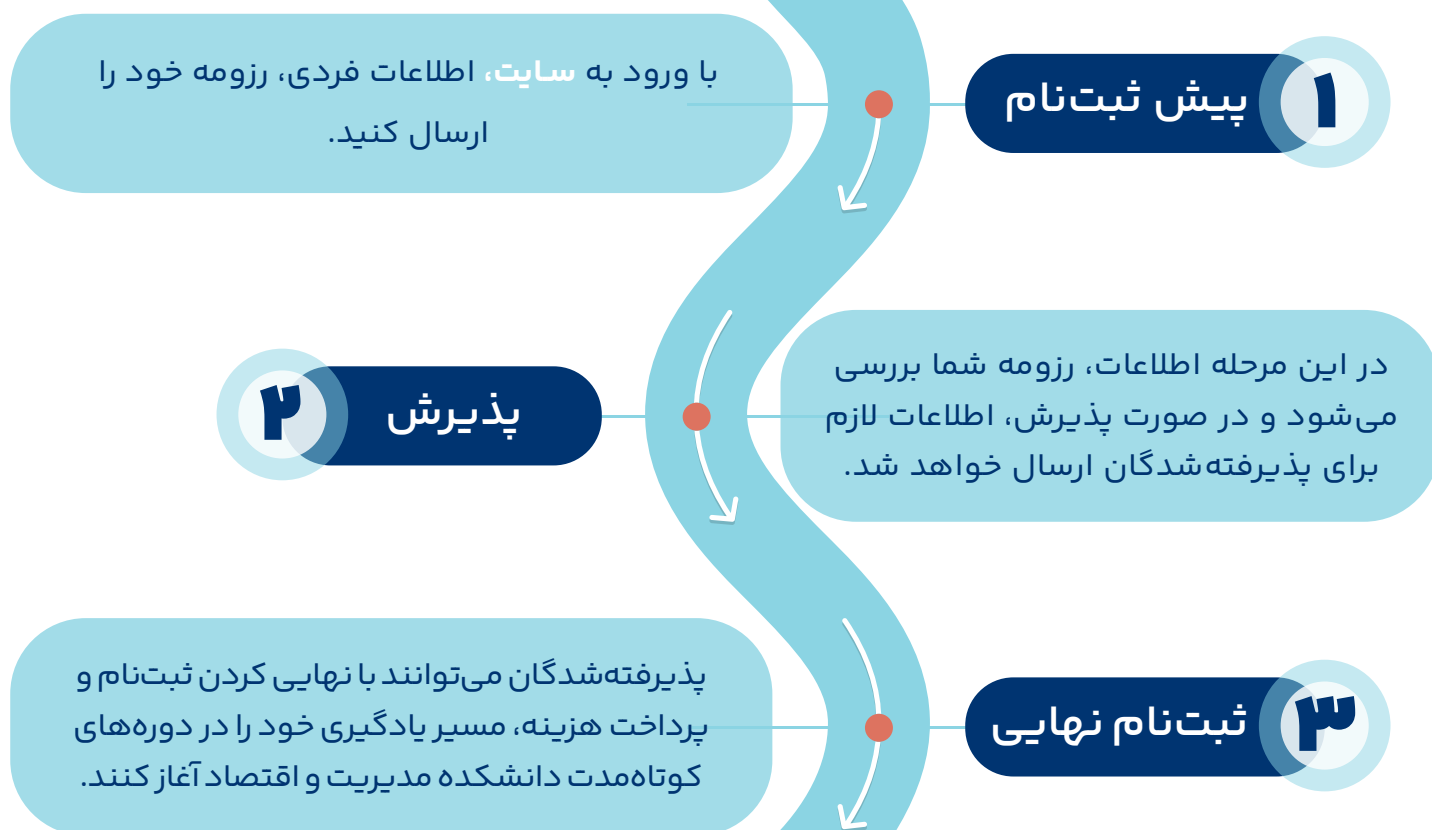 ۱
پیش ثبت‌نام
با ورود به سایت، اطلاعات فردی، رزومه خود را
ارسال کنید.
۲
پذیرش
در این مرحله اطلاعات، رزومه شما بررسی
می‌شود و در صورت پذیرش، اطلاعات لازم
برای پذیرفته‌شدگان ارسال خواهد شد.
۳
ثبت‌نام نهایی
پذیرفته‌شدگان می‌توانند با نهایی کردن ثبت‌نام و
پرداخت هزینه، مسیر یادگیری خود را در دوره‌های
کوتاه‌مدت دانشکده مدیریت و اقتصاد آغاز کنند.